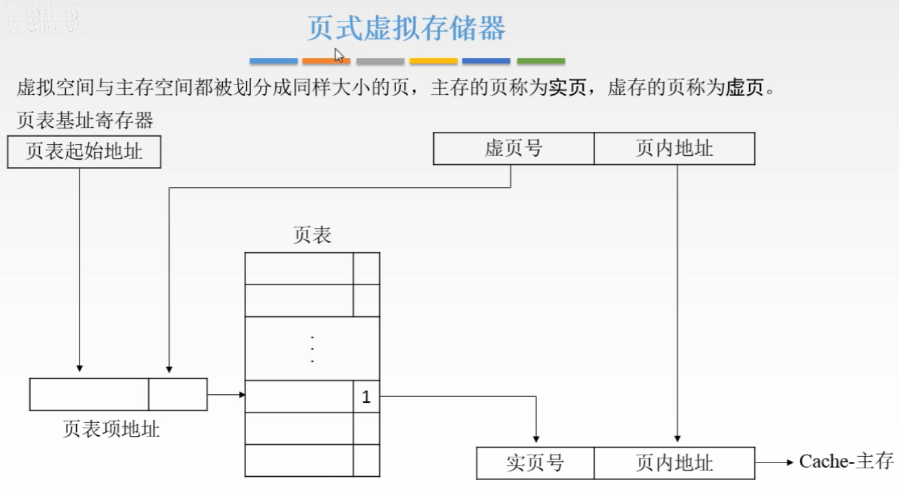 页式虚拟存储器
虚拟空间与主存空间都被划分成同样大小的页，主存的页称为实页，虚存的页称为虚页。
页表基址寄存器
页表起始地址
虚页号
页内地址
页表
1
页表项地址
实页号
页内地址
Cache-主存